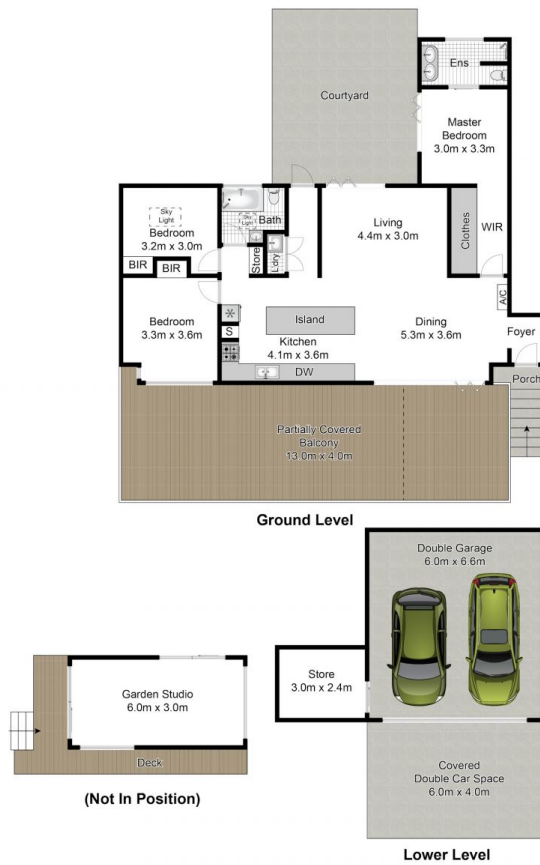 Ens
Courtyard
Master
Bedroom
3.0m x 3.3m
Sky
Light
Bedroom
3.2m x 3.0m
BIR
BIR
Sky
Light
Bath
Store
L'dry
Living
4.4m x 3.0m
Clothes
WIR
A/C
Bedroom
3.3m x 3.6m
S
Island
Kitchen
4.1m x 3.6m
DW
Dining
5.3m x 3.6m
Foyer
Porch
Partially Covered
Balcony
13.0m x 4.0m
Ground Level
Double Garage
6.0m x 6.6m
Store
3.0m x 2.4m
Garden Studio
6.0m x 3.0m
Deck
(Not In Position)
Covered
Double Car Space
6.0m x 4.0m
Lower Level